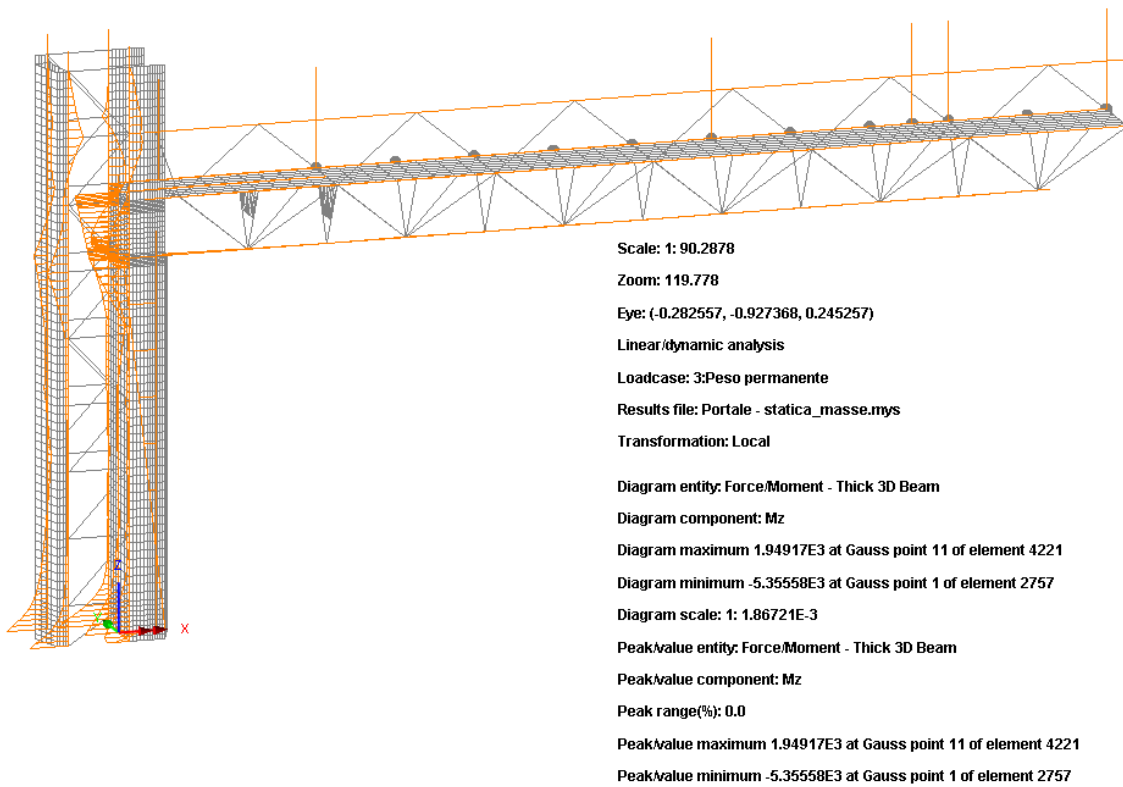 Scale: 1: 90.2878
Zoom: 119.778
Eye: (-0.282557, -0.927368, 0.245257)
Linear/dynamic analysis
Loadcase: 3:Peso permanente
Results file: Portale - statica_masse.mys
Transformation: Local
Diagram entity: Force/Moment - Thick 3D Beam
Diagram component: Mz
Diagram maximum 1.94917E3 at Gauss point 11 of element 4221
Diagram minimum -5.35558E3 at Gauss point 1 of element 2757
Diagram scale: 1: 1.86721E-3
Peak/value entity: Force/Moment - Thick 3D Beam
Peak/value component: Mz
Peak range(%): 0.0
Peak/value maximum 1.94917E3 at Gauss point 11 of element 4221
Peak/value minimum -5.35558E3 at Gauss point 1 of element 2757
Z
X